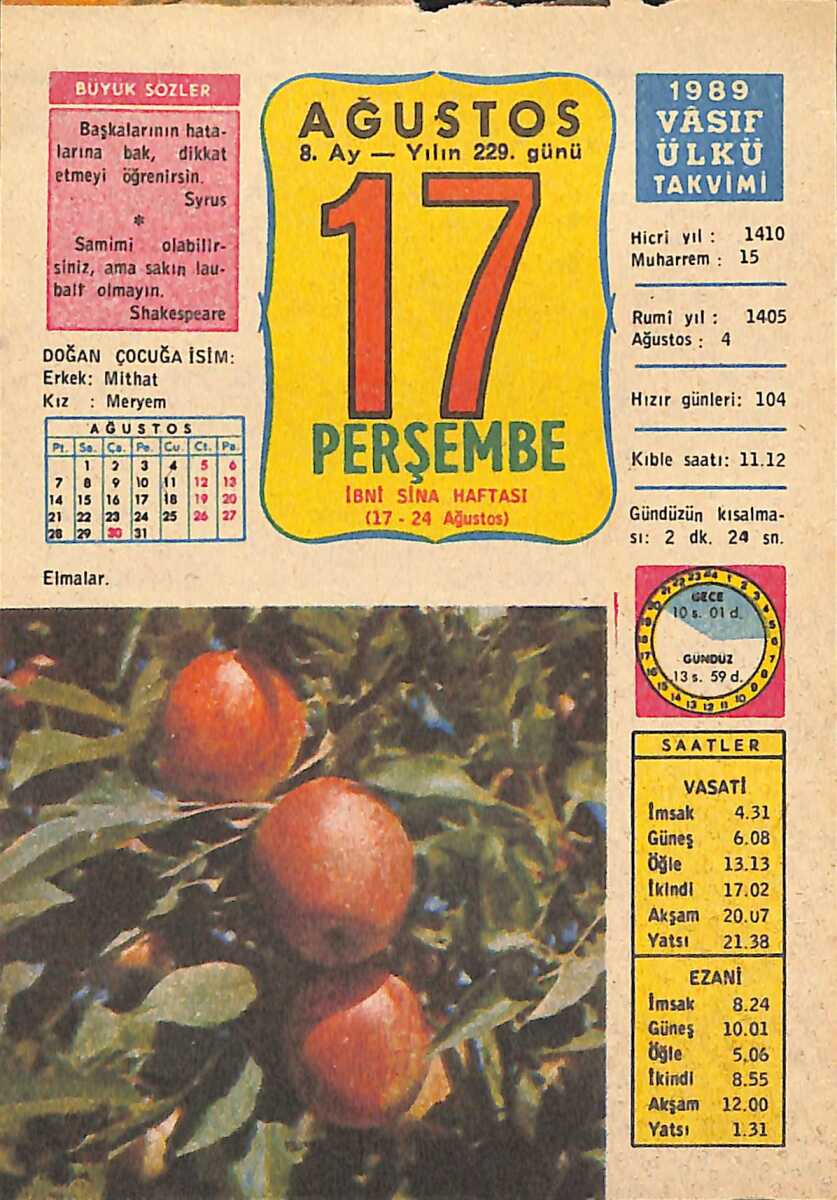 BÜYÜK SÖZLER
Başkalarının hata-
larına bak, dikkat
etmeyi öğrenirsin.
Syrus
*
Samimi olabilir-
siniz, ama sakın lau-
bali olmayın.
Shakespeare
DOĞAN ÇOCUĞA İSİM:
Erkek: Mithat
Kız : Meryem
AĞUSTOS
Pt. Sa. Ça. Pe. Cu. Ct. Pa.
1 2 3 4 5 6
7 8 9 10 11 12 13
14 15 16 17 18 19 20
21 22 23 24 25 26 27
28 29 30 31
Elmalar.
AĞUSTOS
8. Ay — Yılın 229. günü
17
PERŞEMBE
İBNİ SİNA HAFTASI
(17 - 24 Ağustos)
1989
VÂSIF
ÜLKÜ
TAKVİMİ
Hicrî yıl : 1410
Muharrem : 15
Rumî yıl : 1405
Ağustos : 4
Hızır günleri: 104
Kıble saatı: 11.12
Gündüzün kısalma-
sı: 2 dk. 24 sn.
GECE
10 s. 01 d.
GÜNDÜZ
13 s. 59 d.
SAATLER
VASATİ
İmsak 4.31
Güneş 6.08
Öğle 13.13
İkindi 17.02
Akşam 20.07
Yatsı 21.38
EZANİ
İmsak 8.24
Güneş 10.01
Öğle 5.06
İkindi 8.55
Akşam 12.00
Yatsı 1.31